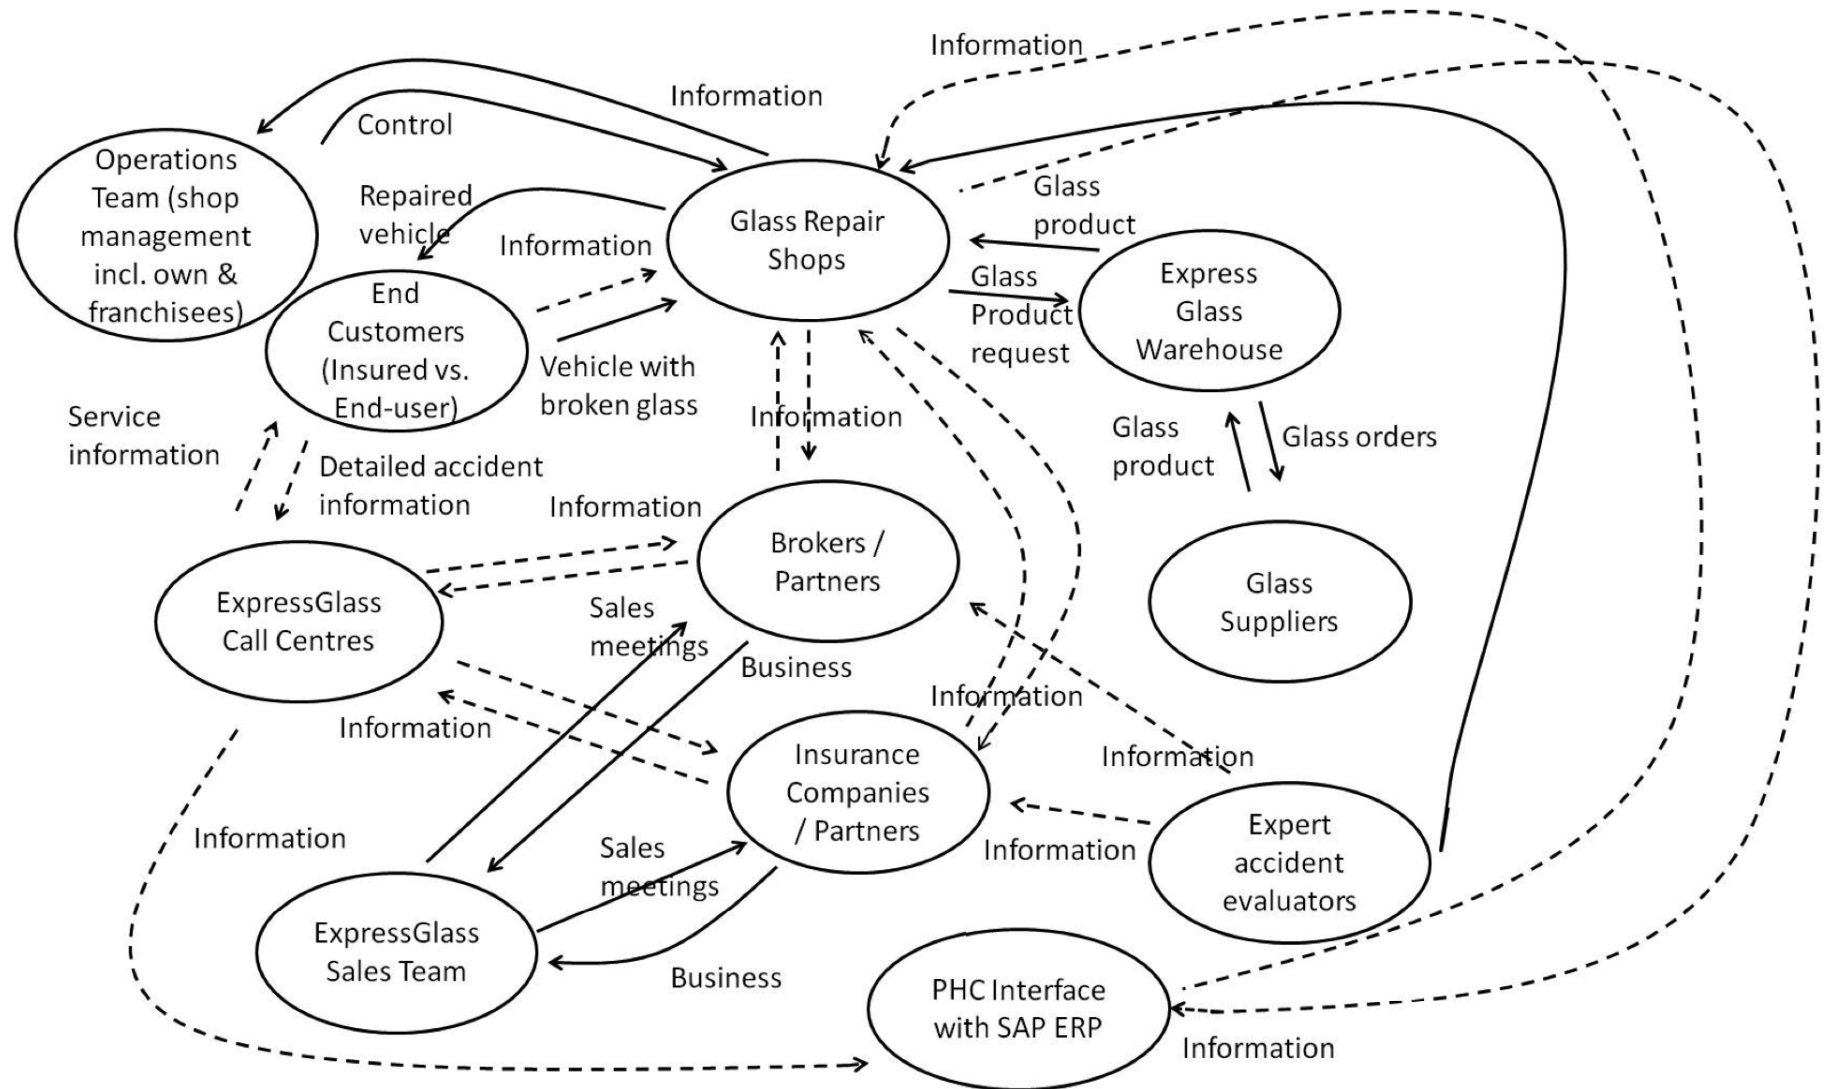 Information
Information
Control
Operations
Team (shop
management
incl. own &
franchisees)
Repaired
vehicle
Information
Glass Repair
Shops
Glass
product
Glass
Product
request
Express
Glass
Warehouse
End
Customers
(Insured vs.
End-user)
Vehicle with
broken glass
Service
information
Detailed accident
information
Information
Information
Glass
product
Glass orders
Brokers /
Partners
Glass
Suppliers
ExpressGlass
Call Centres
Sales
meetings
Business
Information
Information
Information
Insurance
Companies
/ Partners
Information
Expert
accident
evaluators
Information
Sales
meetings
ExpressGlass
Sales Team
Business
PHC Interface
with SAP ERP
Information